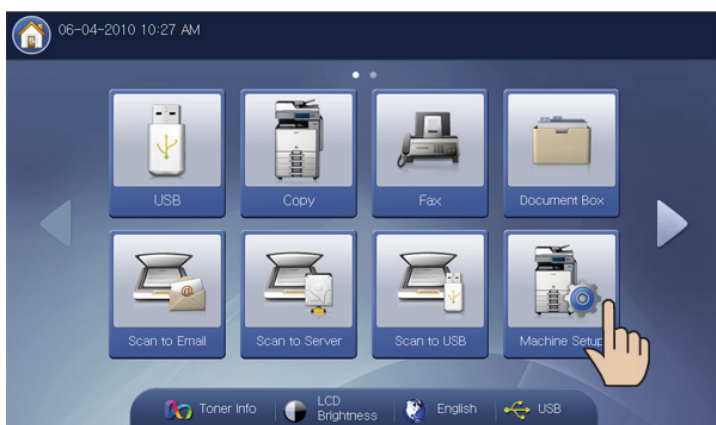 06-04-2010 10:27 AM
USB
Copy
Fax
Document Box
Scan to Email
Scan to Server
Scan to USB
Machine Setup
Toner Info
LCD
Brightness
English
USB